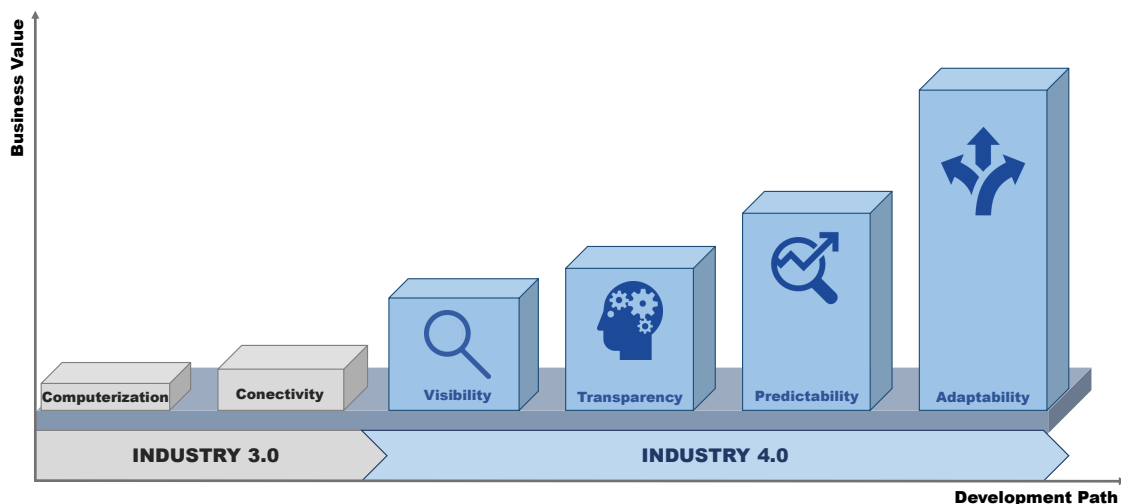 Business Value
Computerization
Conectivity
Visibility
Transparency
Predictability
Adaptability
INDUSTRY 3.0
INDUSTRY 4.0
Development Path